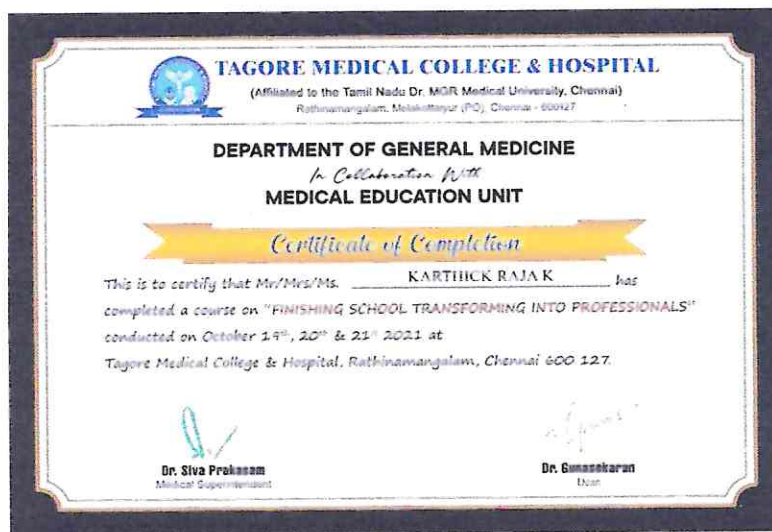 TAGORE MEDICAL COLLEGE & HOSPITAL
(Affiliated to the Tamil Nadu Dr. MGR Medical University, Chennai)
Rathinamangalam, Melakottaiyur (PO), Chennai - 600127
DEPARTMENT OF GENERAL MEDICINE
In Collaboration With
MEDICAL EDUCATION UNIT
Certificate of Completion
This is to certify that Mr/Mrs/Ms. KARTHICK RAJA K has
completed a course on "FINISHING SCHOOL TRANSFORMING INTO PROFESSIONALS"
conducted on October 19th, 20th & 21st 2021 at
Tagore Medical College & Hospital, Rathinamangalam, Chennai 600 127.
Dr. Siva Prakasam
Medical Superintendent
Dr. Gunasekaran
Dean